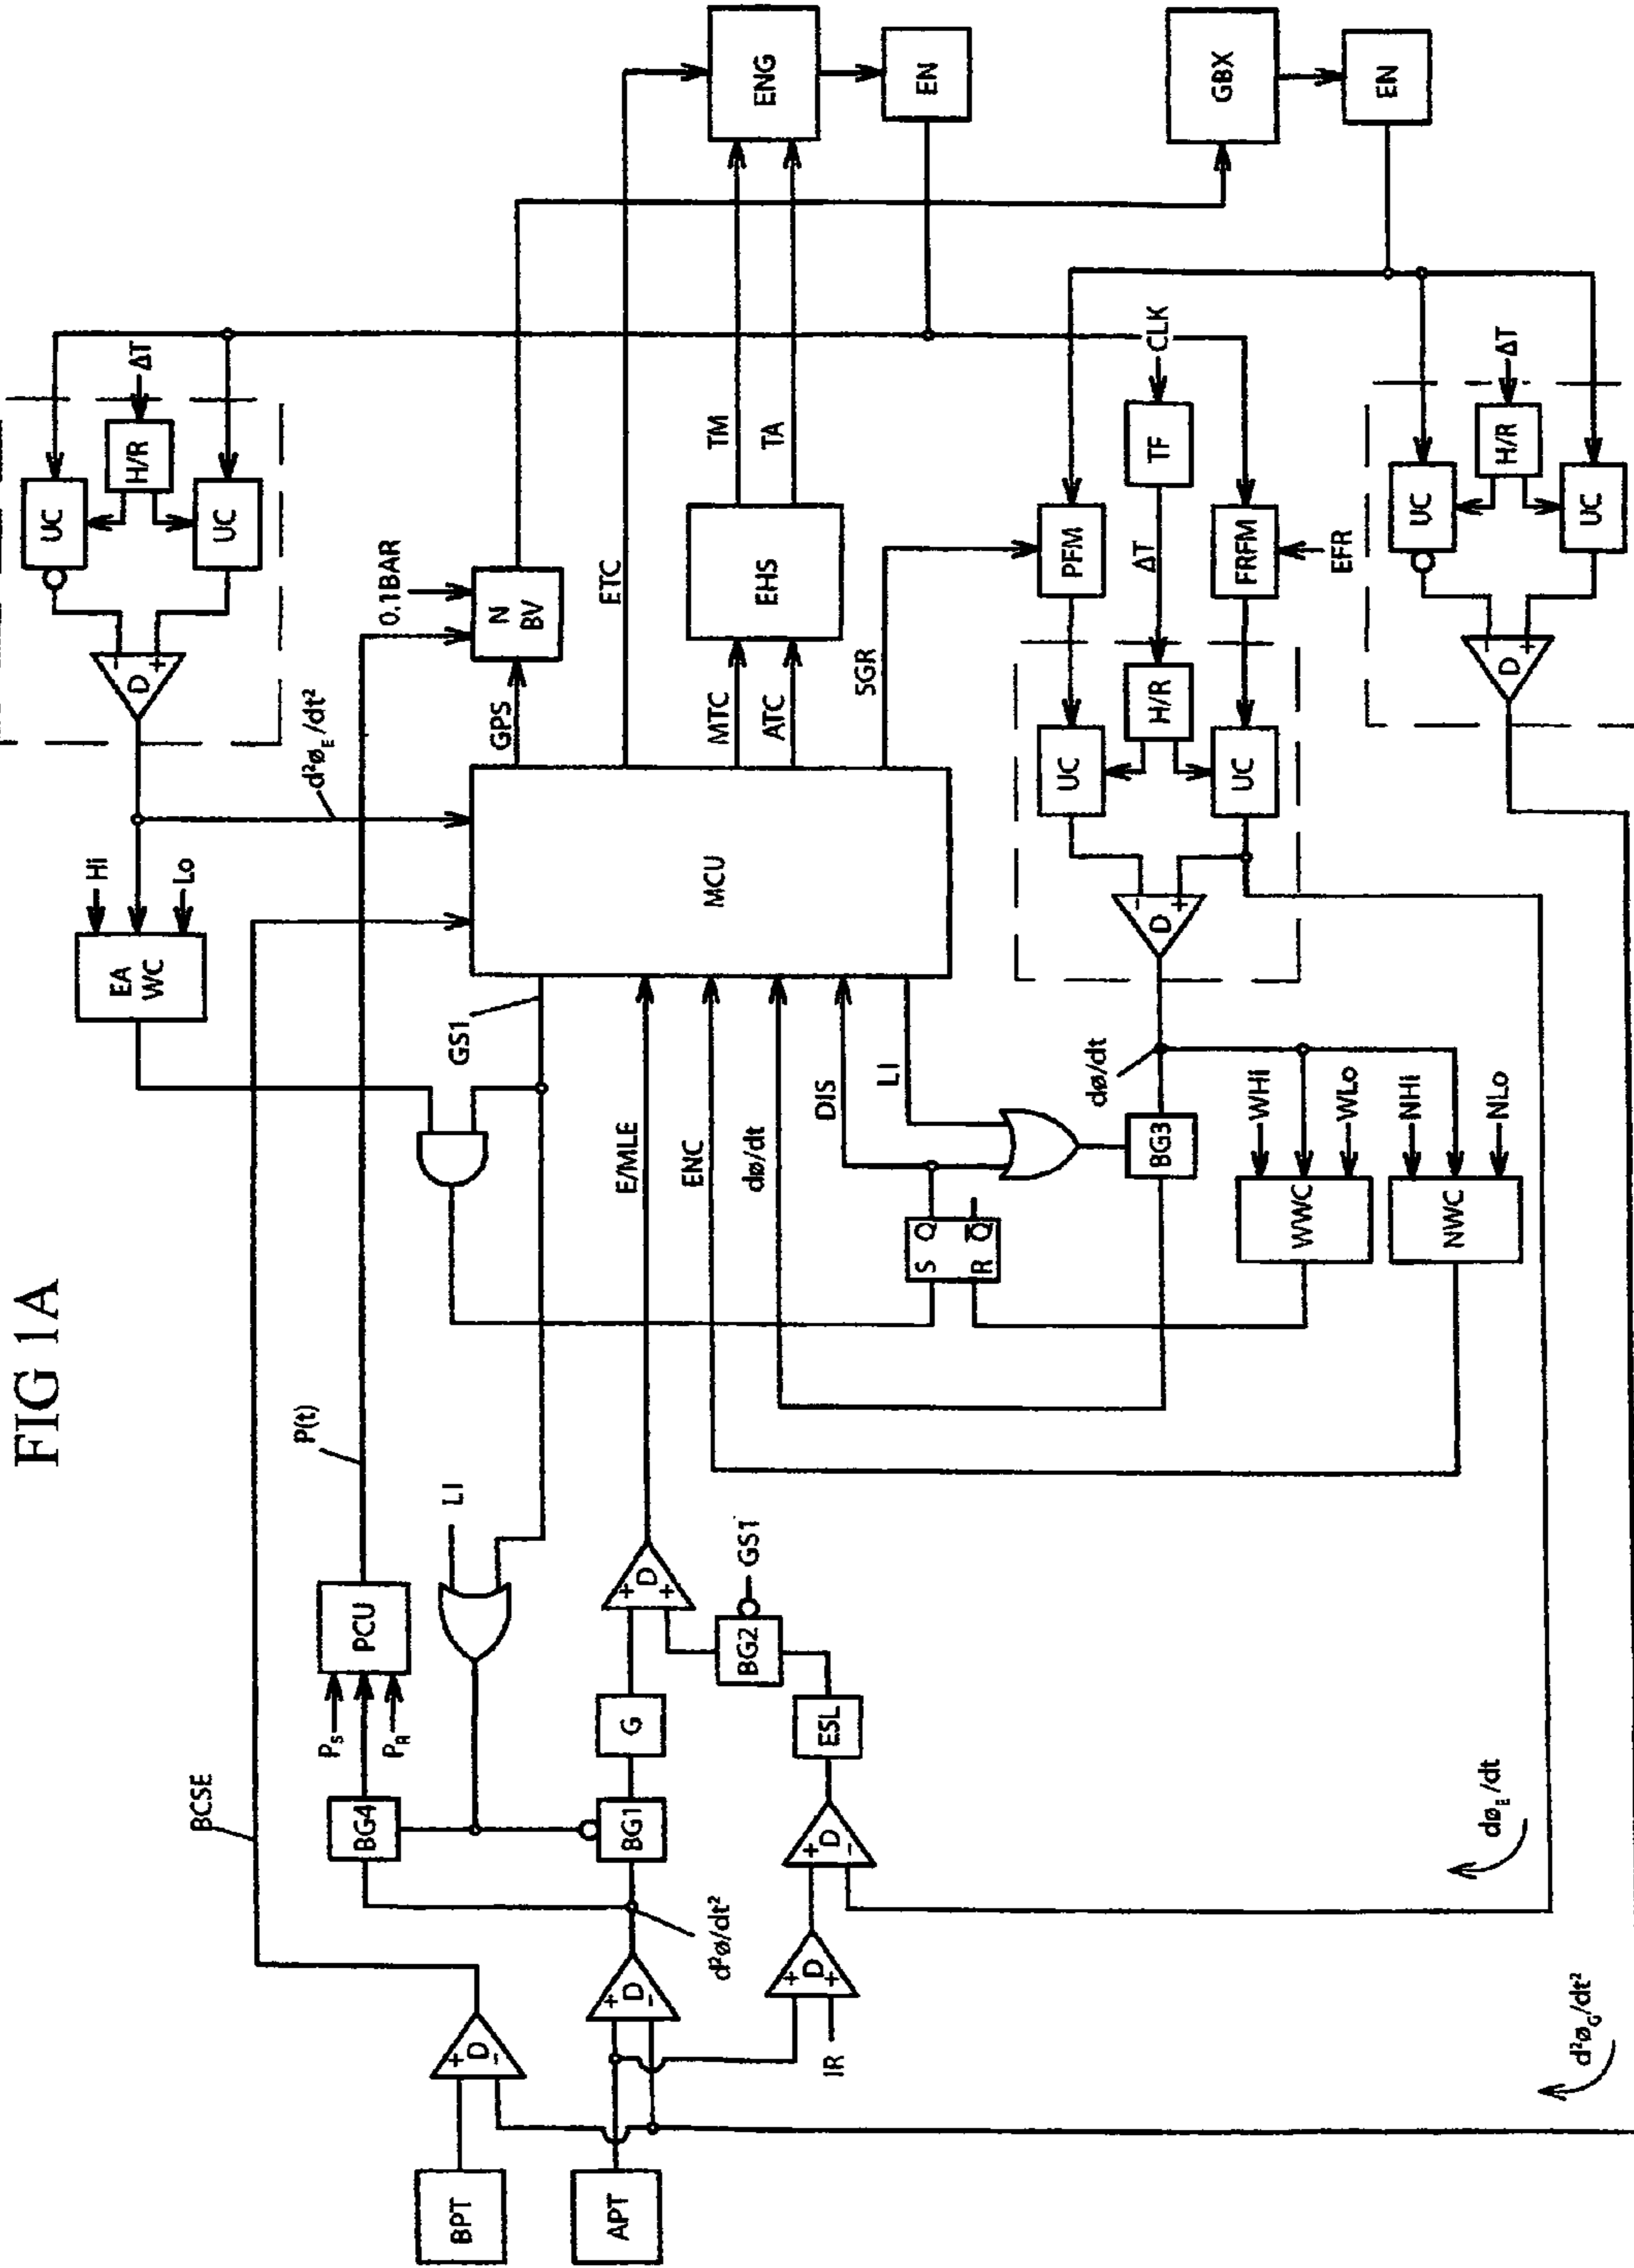 FIG 1A
EA
WC
Hi
Lo
D
-
+
UC
H/R
UC
ΔT
BCSE
d²ø_E/dt²
P(t)
BG4
P_S
P_R
PCU
0.1BAR
LI
GS1
GPS
N
BV
BPT
+
D
-
APT
+
D
-
d²ø/dt²
BG1
G
+
D
+
E/MLE
ETC
BG2
GS1
ENC
dø/dt
MCU
MTC
ATC
EHS
TM
TA
ENG
EN
IR
+
D
+
+
D
-
ESL
DIS
LI
SGR
S
Q
R
Q̅
BG3
dø/dt
D
-
+
UC
H/R
UC
PFM
ΔT
TF
CLK
FRFM
EFR
GBX
EN
WWC
WHi
WLo
NWC
NHi
NLo
dø_E/dt
d²ø_G/dt²
D
-
+
UC
H/R
UC
ΔT